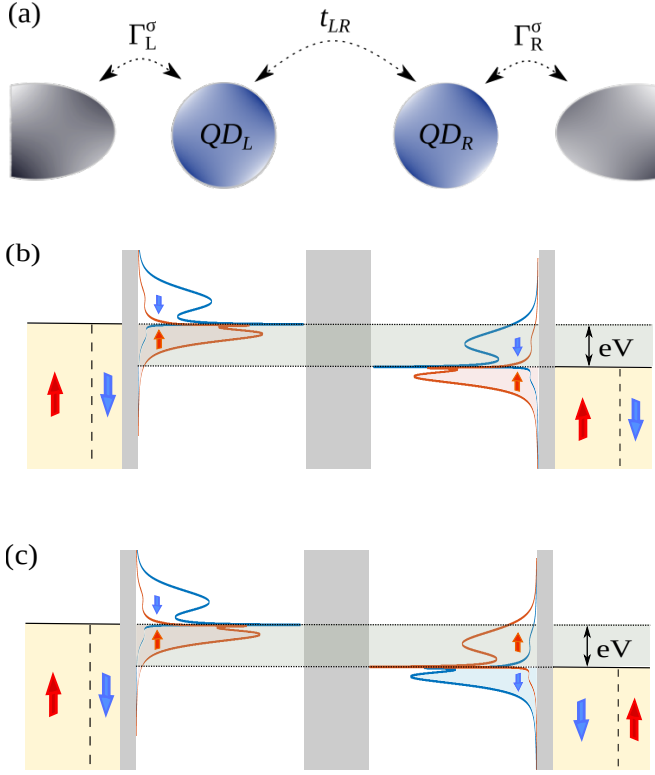 (a)
Γ_L^σ t_LR Γ_R^σ
QD_L QD_R
(b)
eV
(c)
eV